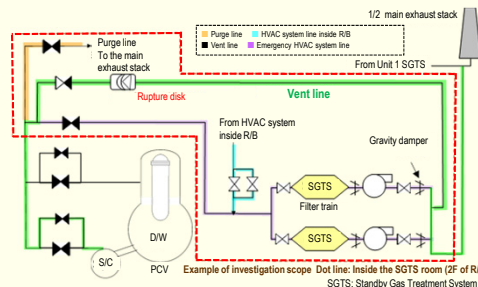 1/2 main exhaust stack
Purge line
HVAC system line inside R/B
Vent line
Emergency HVAC system line
Purge line
To the main
exhaust stack
From Unit 1 SGTS
Rupture disk
Vent line
From HVAC system
inside R/B
Gravity damper
SGTS
Filter train
D/W
SGTS
S/C
PCV
Example of investigation scope Dot line: Inside the SGTS room (2F of R/
SGTS: Standby Gas Treatment System